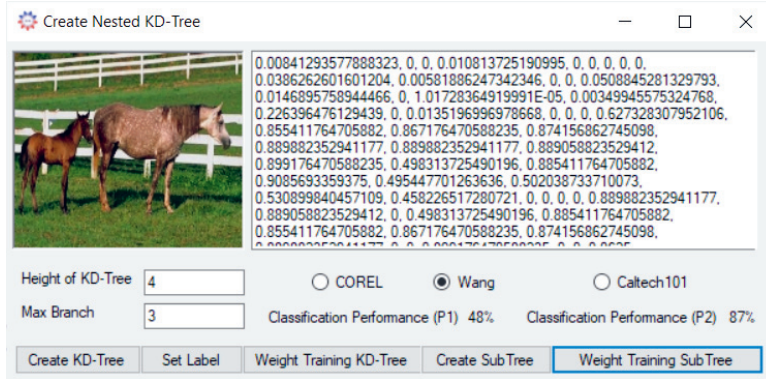 Create Nested KD-Tree
0.00841293577888323, 0, 0, 0.010813725190995, 0, 0, 0, 0, 0,
0.0386262601601204, 0.00581886247342346, 0, 0, 0.0508845281329793,
0.0146895758944466, 0, 1.01728364919991E-05, 0.00349945575324768,
0.226396476129439, 0, 0.0135196996978668, 0, 0, 0, 0.627328307952106,
0.855411764705882, 0.867176470588235, 0.874156862745098,
0.889882352941177, 0.889882352941177, 0.889058823529412,
0.899176470588235, 0.498313725490196, 0.885411764705882,
0.9085693359375, 0.495447701263636, 0.502038733710073,
0.530899840457109, 0.458226517280721, 0, 0, 0, 0, 0.889882352941177,
0.889058823529412, 0, 0.498313725490196, 0.885411764705882,
0.855411764705882, 0.867176470588235, 0.874156862745098,
Height of KD-Tree 4 COREL Wang Caltech101
Max Branch 3 Classification Performance (P1) 48% Classification Performance (P2) 87%
Create KD-Tree Set Label Weight Training KD-Tree Create SubTree Weight Training SubTree